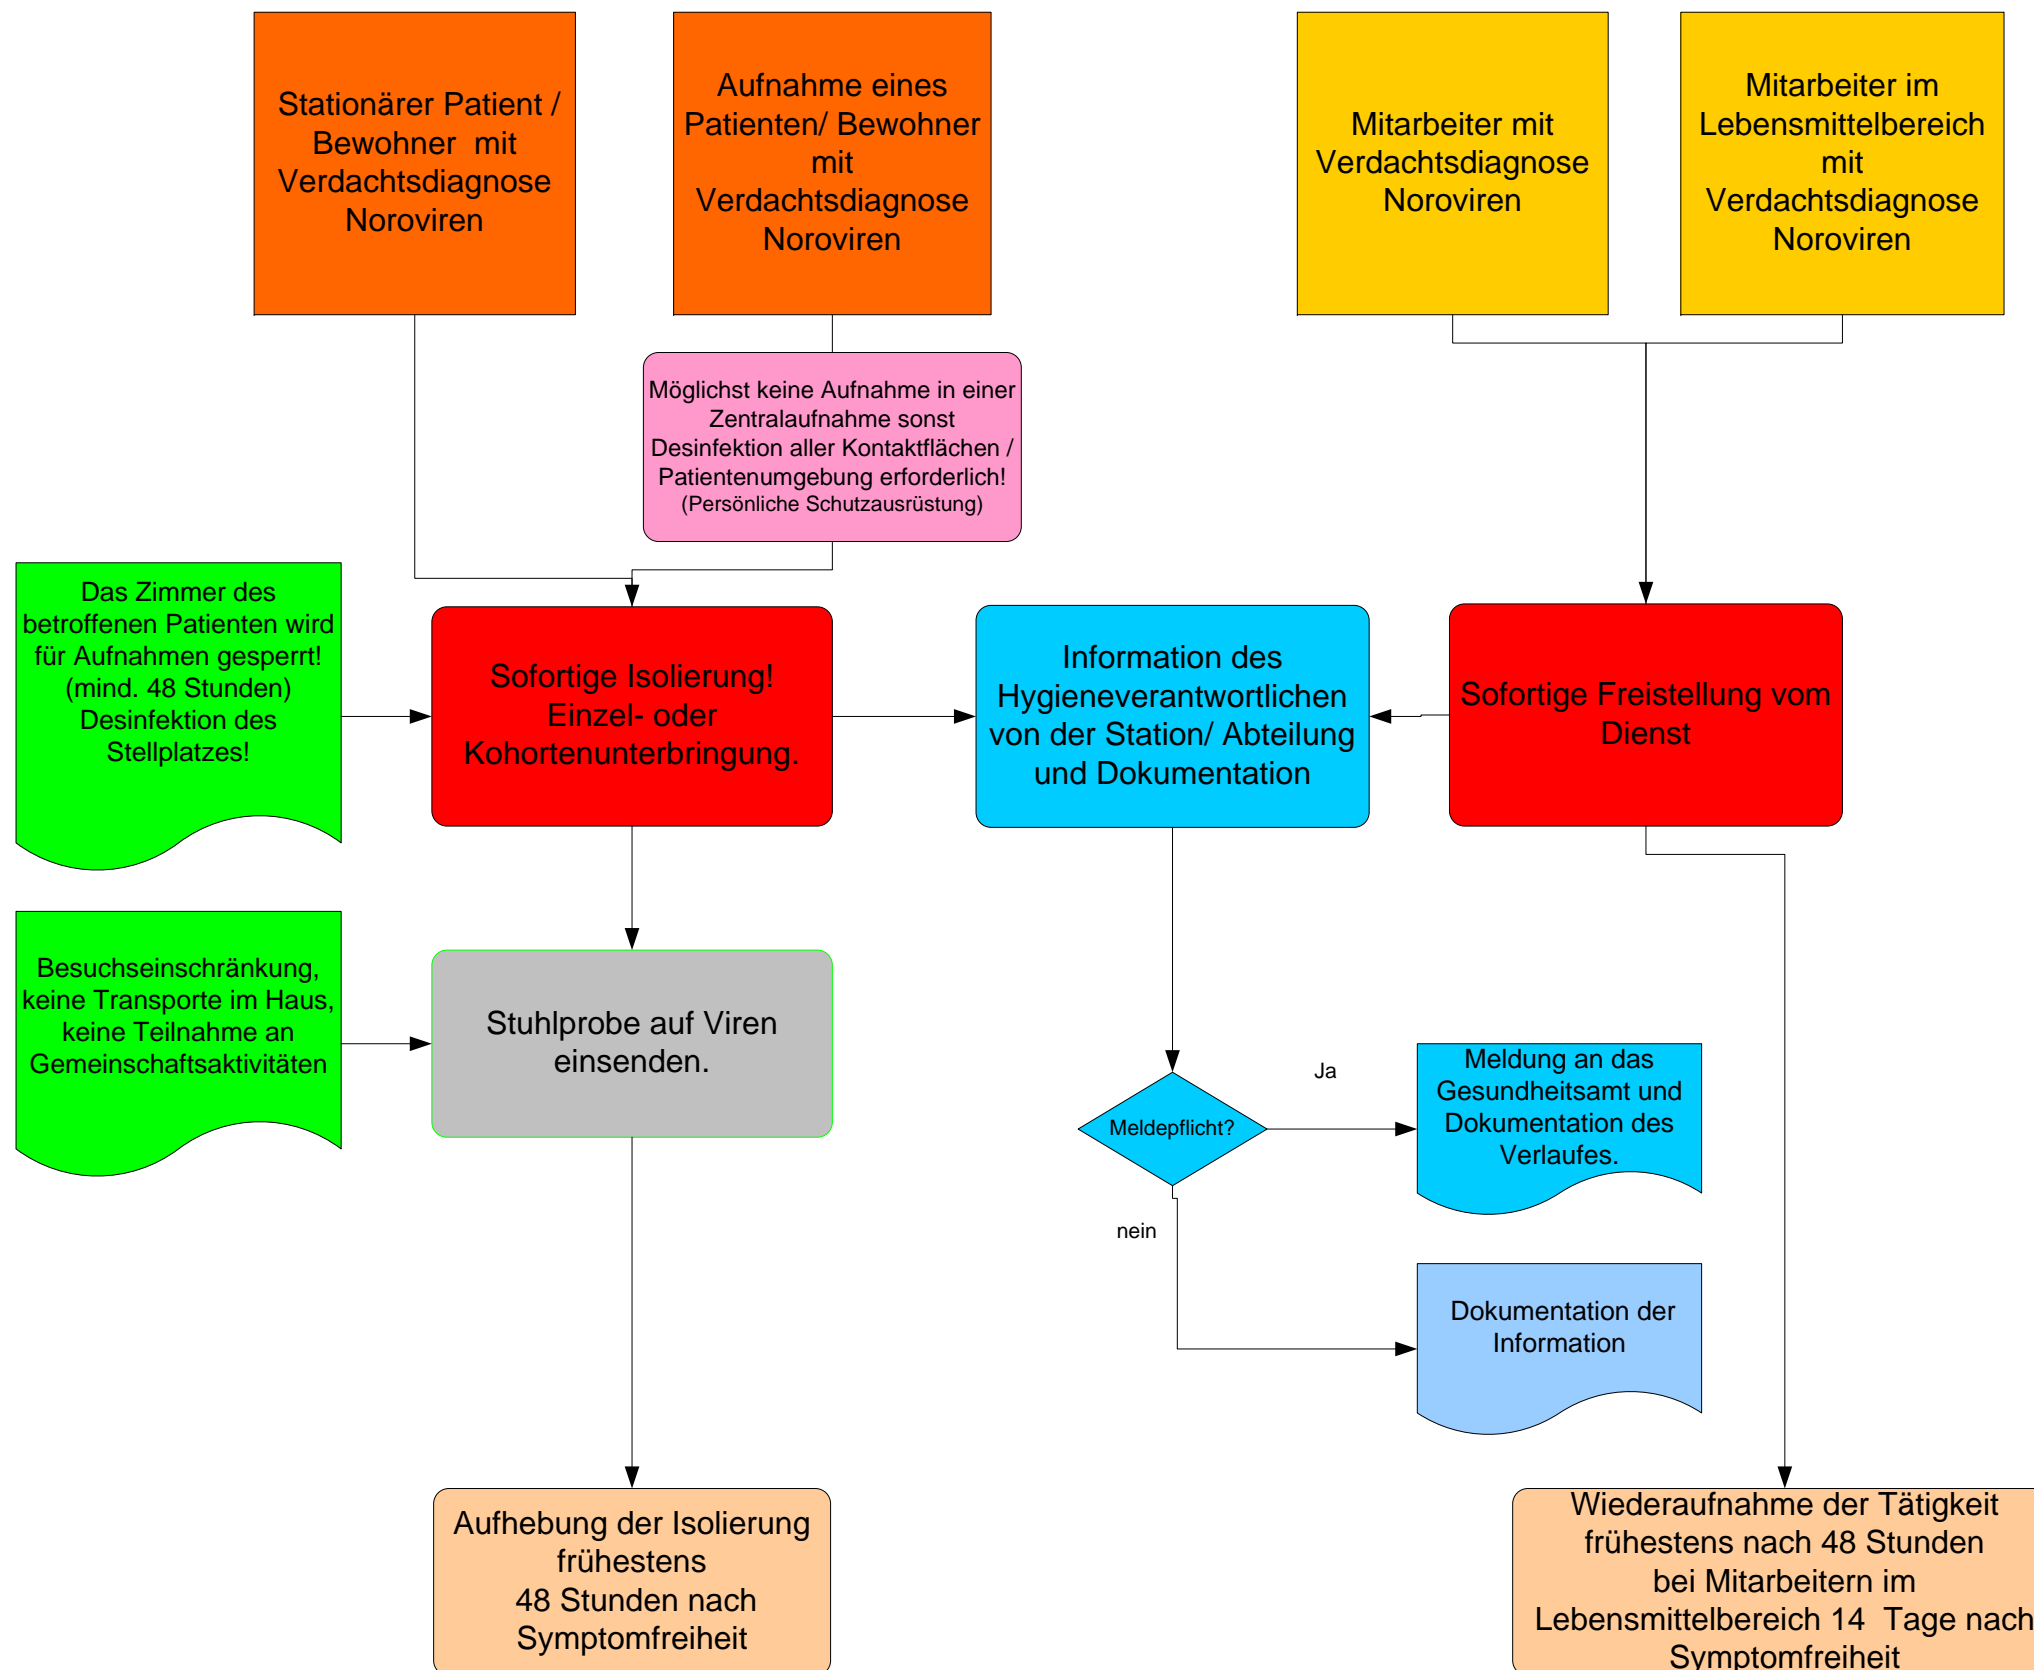 Stationärer Patient /
Bewohner mit
Verdachtsdiagnose
Noroviren
Aufnahme eines
Patienten/ Bewohner
mit
Verdachtsdiagnose
Noroviren
Mitarbeiter mit
Verdachtsdiagnose
Noroviren
Mitarbeiter im
Lebensmittelbereich
mit
Verdachtsdiagnose
Noroviren
Möglichst keine Aufnahme in einer
Zentralaufnahme sonst
Desinfektion aller Kontaktflächen /
Patientenumgebung erforderlich!
(Persönliche Schutzausrüstung)
Das Zimmer des
betroffenen Patienten wird
für Aufnahmen gesperrt!
(mind. 48 Stunden)
Desinfektion des
Stellplatzes!
Sofortige Isolierung!
Einzel- oder
Kohortenunterbringung.
Information des
Hygieneverantwortlichen
von der Station/ Abteilung
und Dokumentation
Sofortige Freistellung vom
Dienst
Besuchseinschränkung,
keine Transporte im Haus,
keine Teilnahme an
Gemeinschaftsaktivitäten
Stuhlprobe auf Viren
einsenden.
Meldepflicht?
Ja
Meldung an das
Gesundheitsamt und
Dokumentation des
Verlaufes.
nein
Dokumentation der
Information
Aufhebung der Isolierung
frühestens
48 Stunden nach
Symptomfreiheit
Wiederaufnahme der Tätigkeit
frühestens nach 48 Stunden
bei Mitarbeitern im
Lebensmittelbereich 14 Tage nach
Symptomfreiheit